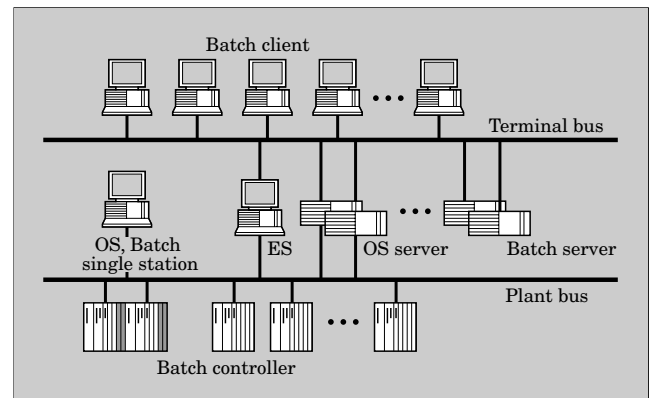 Batch client
Terminal bus
OS, Batch
single station
ES
OS server
Batch server
Plant bus
Batch controller